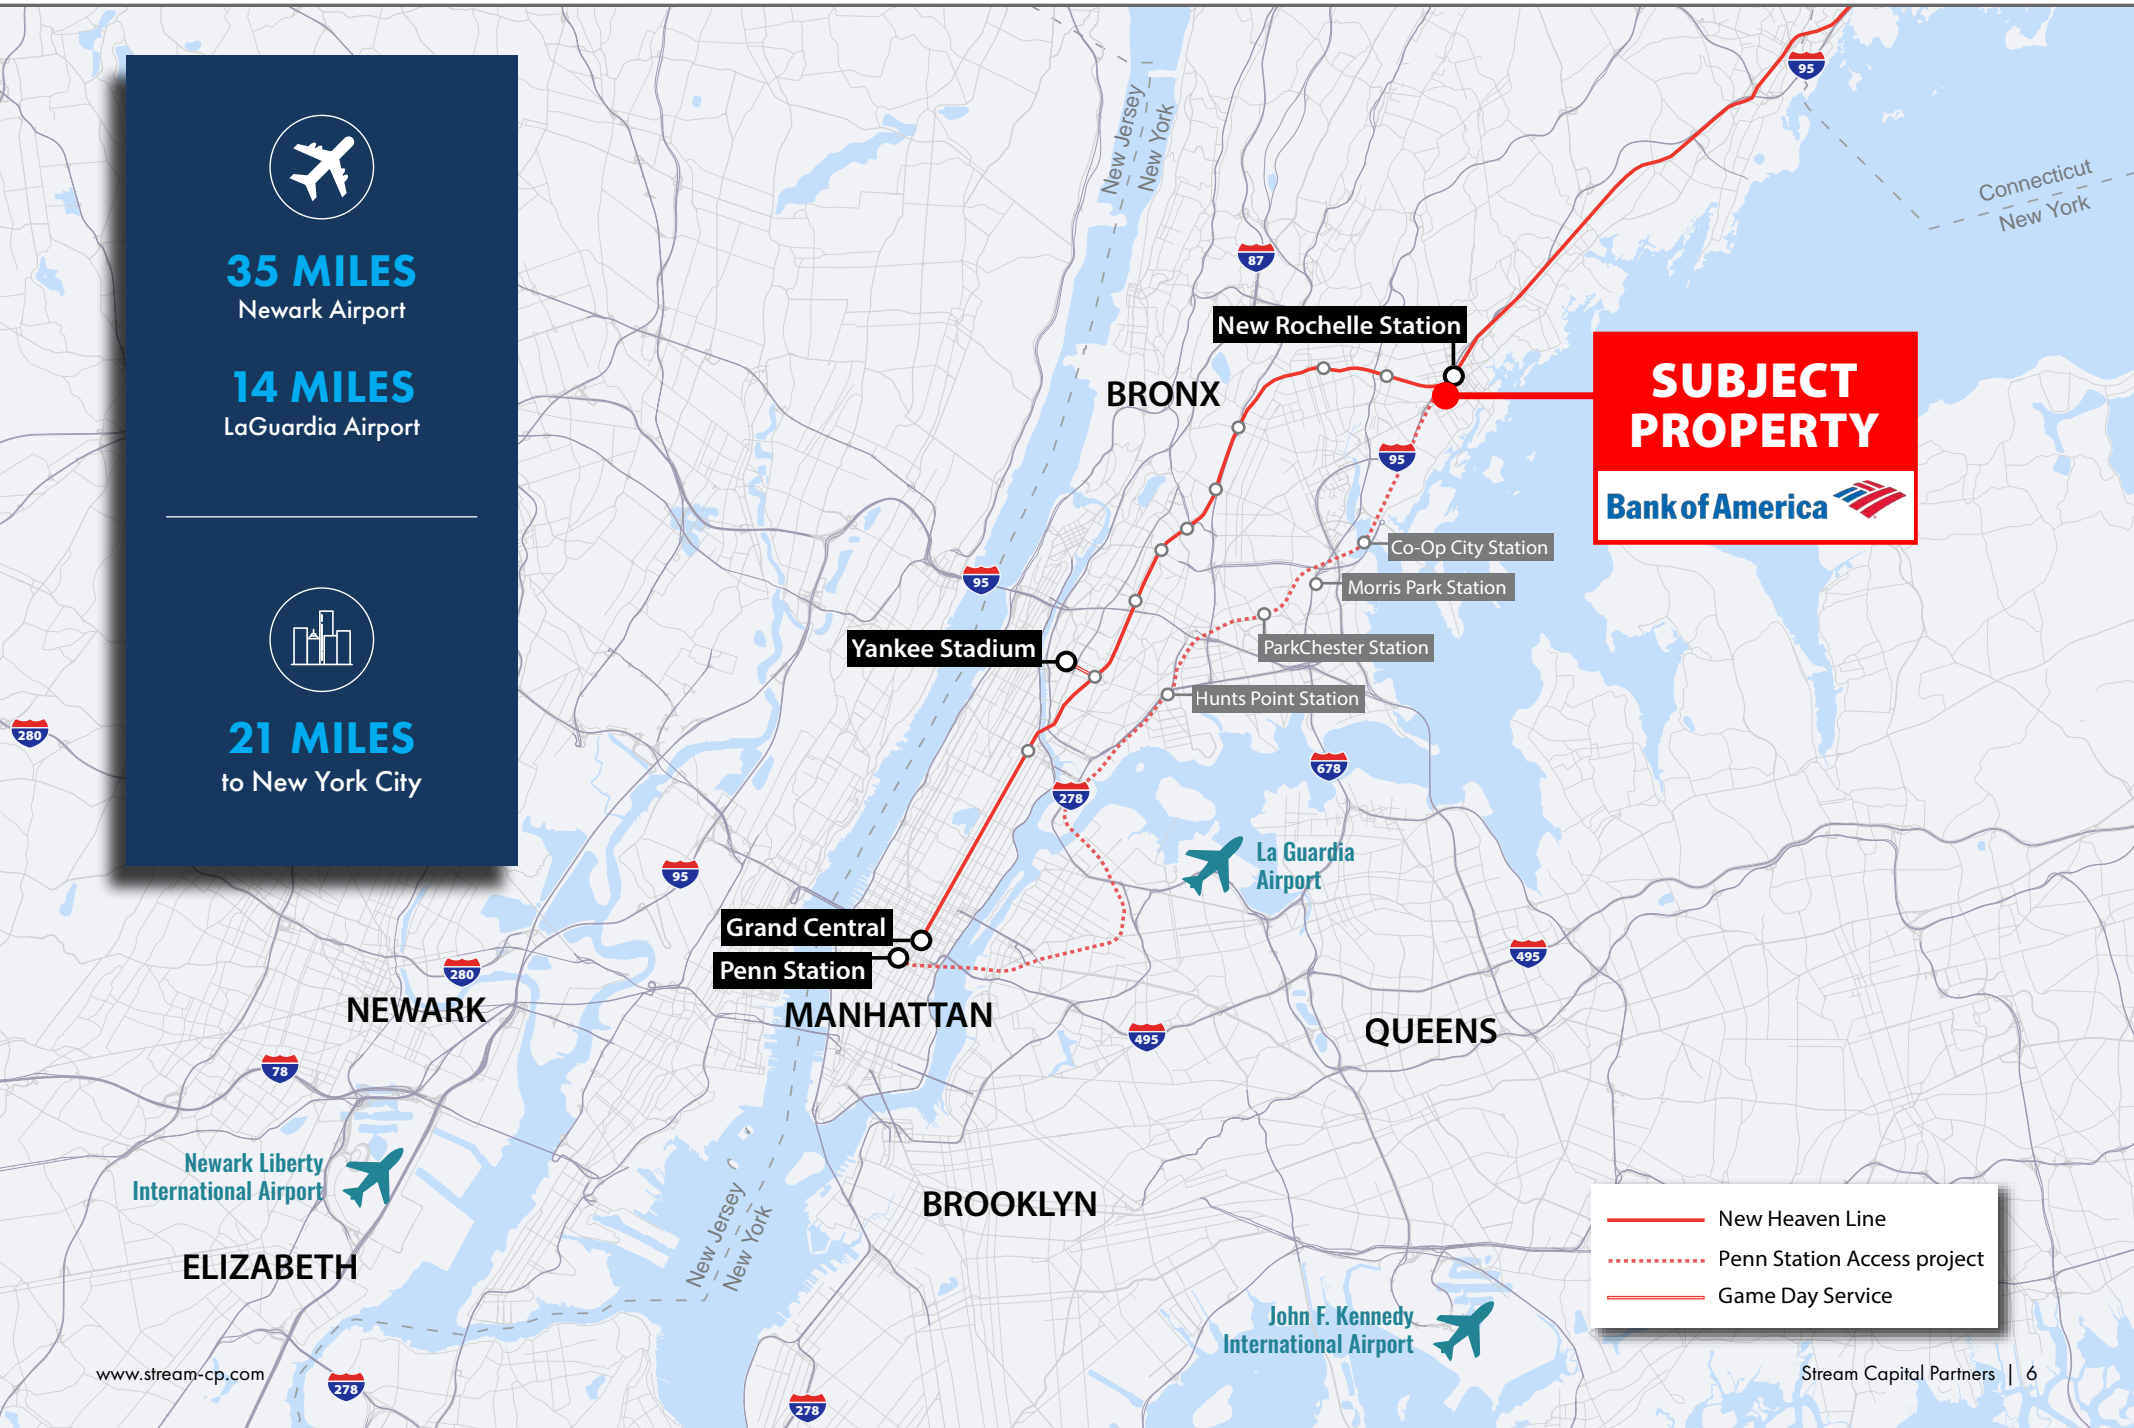 35 MILES
Newark Airport
14 MILES
LaGuardia Airport
21 MILES
to New York City
95
New Jersey
New York
Connecticut
New York
87
New Rochelle Station
SUBJECT
PROPERTY
Bank of America
BRONX
95
Co-Op City Station
95
Morris Park Station
Yankee Stadium
ParkChester Station
Hunts Point Station
280
678
278
La Guardia
Airport
95
Grand Central
Penn Station
280
495
NEWARK
MANHATTAN
495
QUEENS
78
Newark Liberty
International Airport
BROOKLYN
New Jersey
New York
ELIZABETH
New Heaven Line
Penn Station Access project
Game Day Service
John F. Kennedy
International Airport
www.stream-cp.com
278
278
Stream Capital Partners | 6